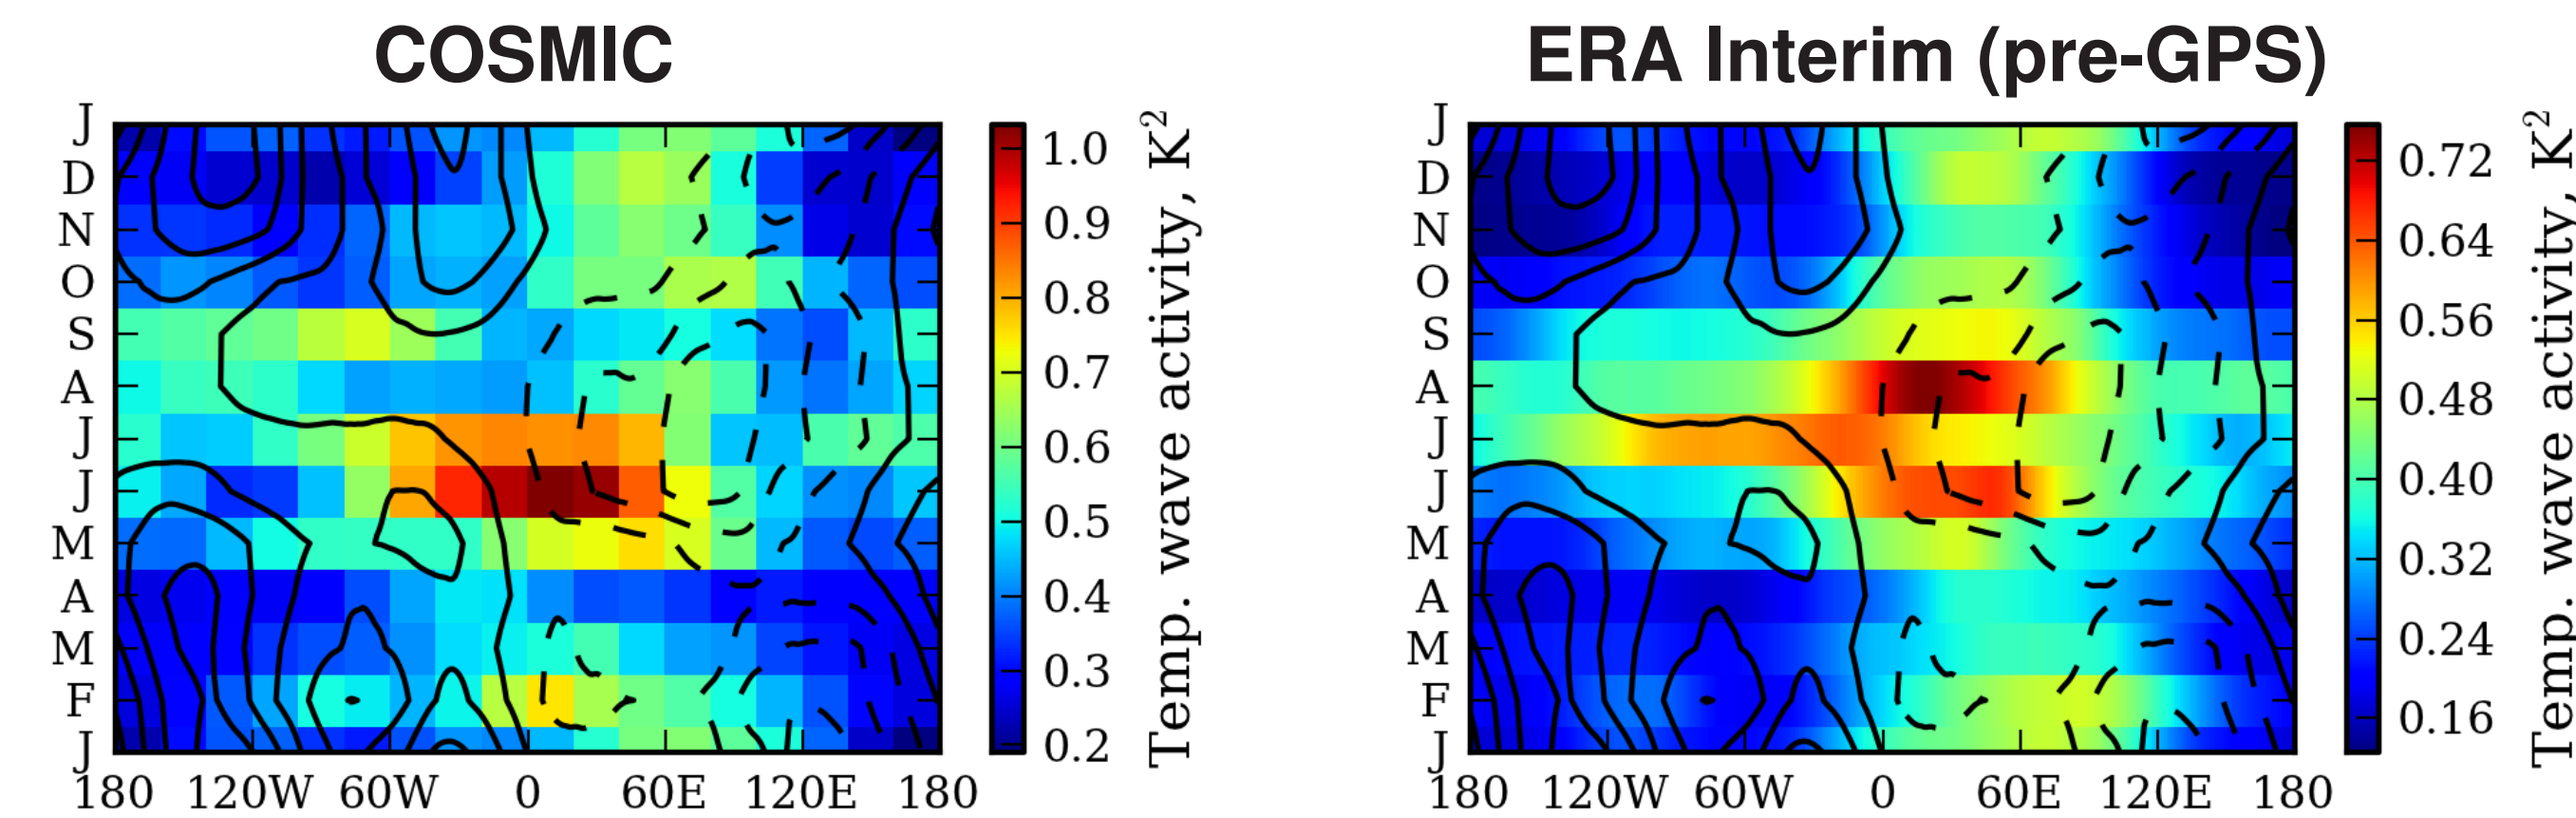 COSMIC
J
D
N
O
S
A
J
J
M
A
M
F
J
180 120W 60W 0 60E 120E 180
1.0
0.9
0.8
0.7
0.6
0.5
0.4
0.3
0.2
Temp. wave activity, K²
ERA Interim (pre-GPS)
J
D
N
O
S
A
J
J
M
A
M
F
J
180 120W 60W 0 60E 120E 180
0.72
0.64
0.56
0.48
0.40
0.32
0.24
0.16
Temp. wave activity, K²